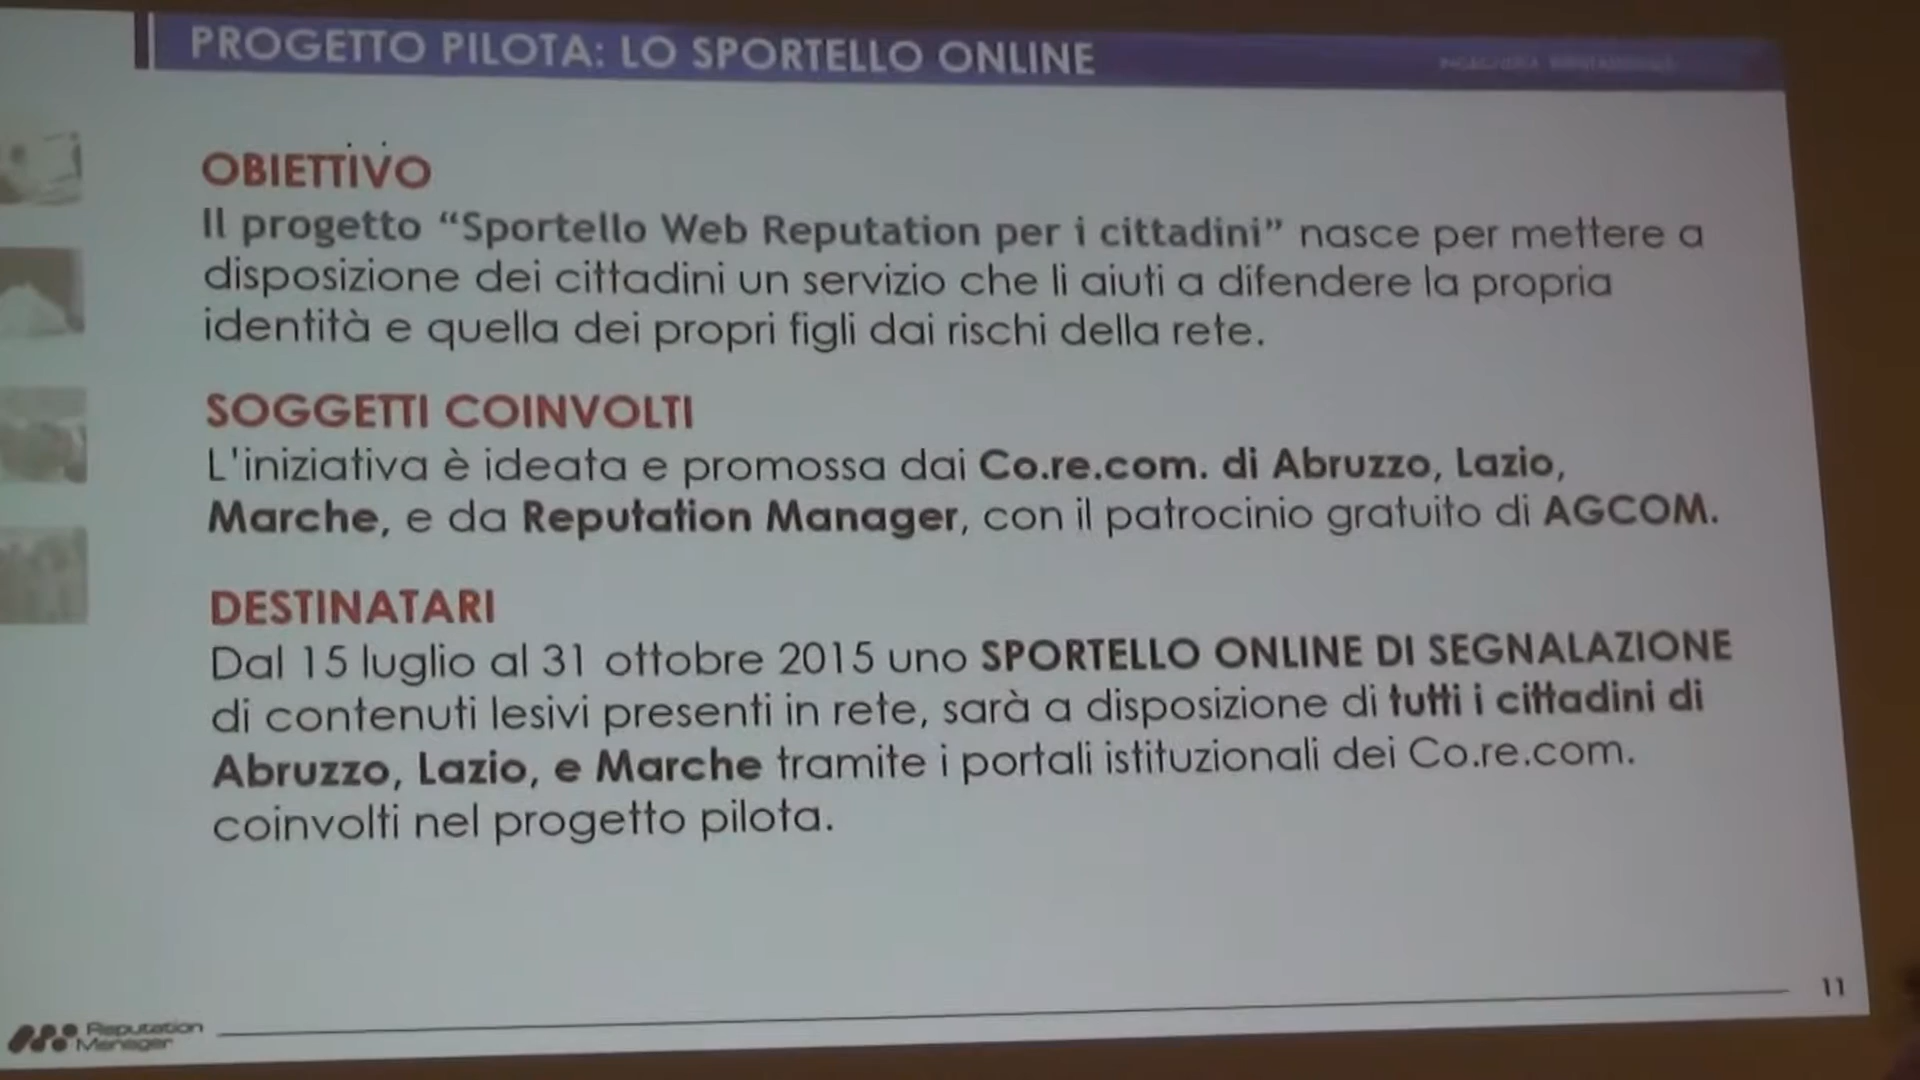 PROGETTO PILOTA: LO SPORTELLO ONLINE
OBIETTIVO
Il progetto “Sportello Web Reputation per i cittadini” nasce per mettere a
disposizione dei cittadini un servizio che li aiuti a difendere la propria
identità e quella dei propri figli dai rischi della rete.
SOGGETTI COINVOLTI
L'iniziativa è ideata e promossa dai Co.re.com. di Abruzzo, Lazio,
Marche, e da Reputation Manager, con il patrocinio gratuito di AGCOM.
DESTINATARI
Dal 15 luglio al 31 ottobre 2015 uno SPORTELLO ONLINE DI SEGNALAZIONE
di contenuti lesivi presenti in rete, sarà a disposizione di tutti i cittadini di
Abruzzo, Lazio, e Marche tramite i portali istituzionali dei Co.re.com.
coinvolti nel progetto pilota.
11
Reputation
Manager